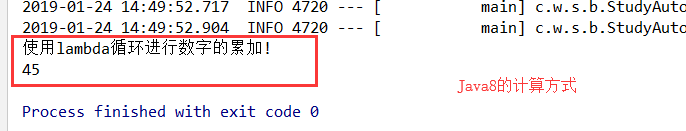 2019-01-24 14:49:52.717  INFO 4720 --- [           main] c.w.s.b.StudyAuto
2019-01-24 14:49:52.904  INFO 4720 --- [           main] c.w.s.b.StudyAuto
使用lambda循环进行数字的累加!
45
Java8的计算方式
Process finished with exit code 0